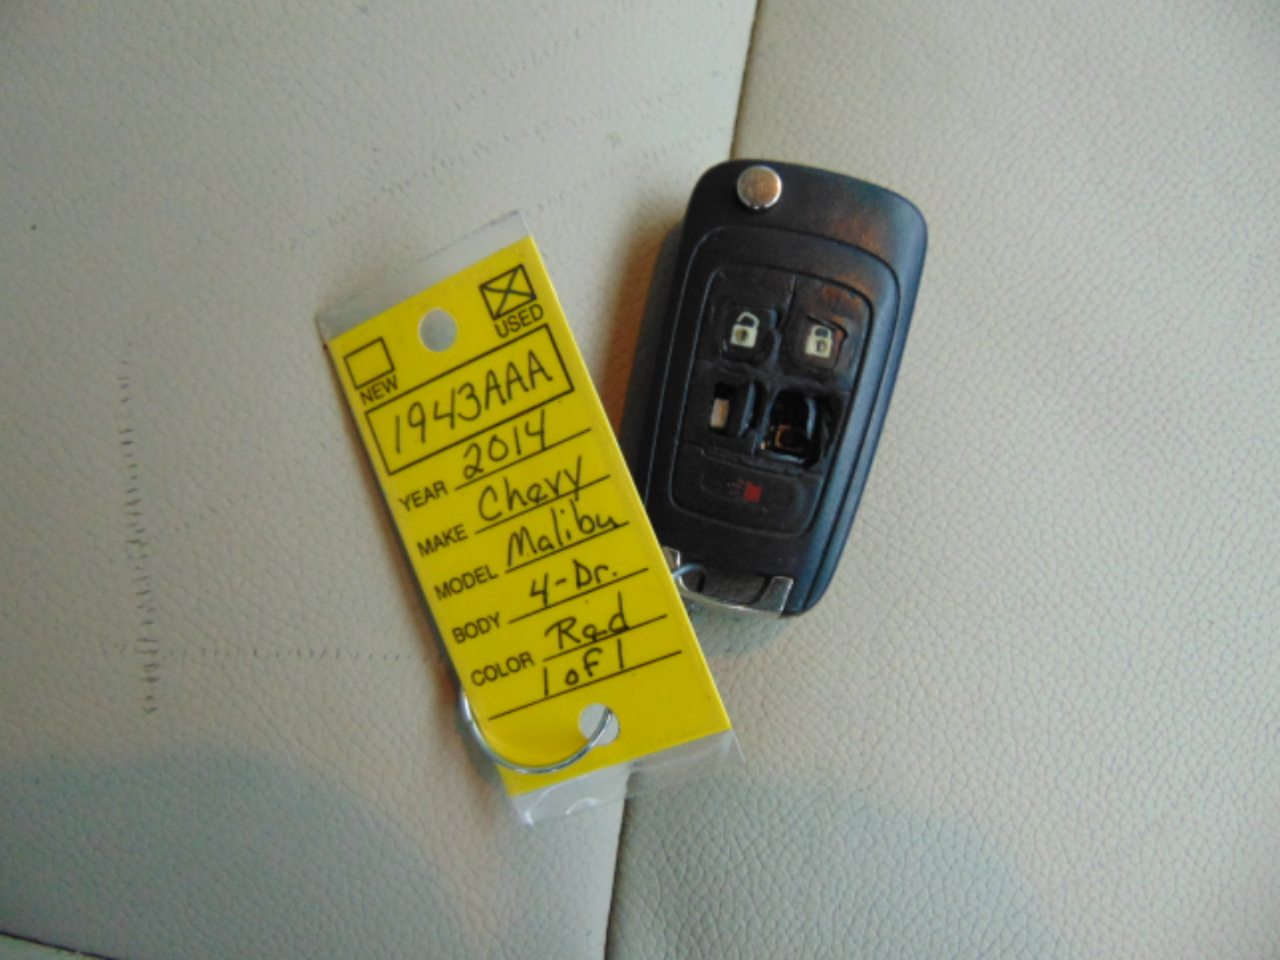 USED
NEW
1943AAA
YEAR 2014
MAKE Chevy
MODEL Malibu
BODY 4-Dr.
COLOR Red
1 of 1